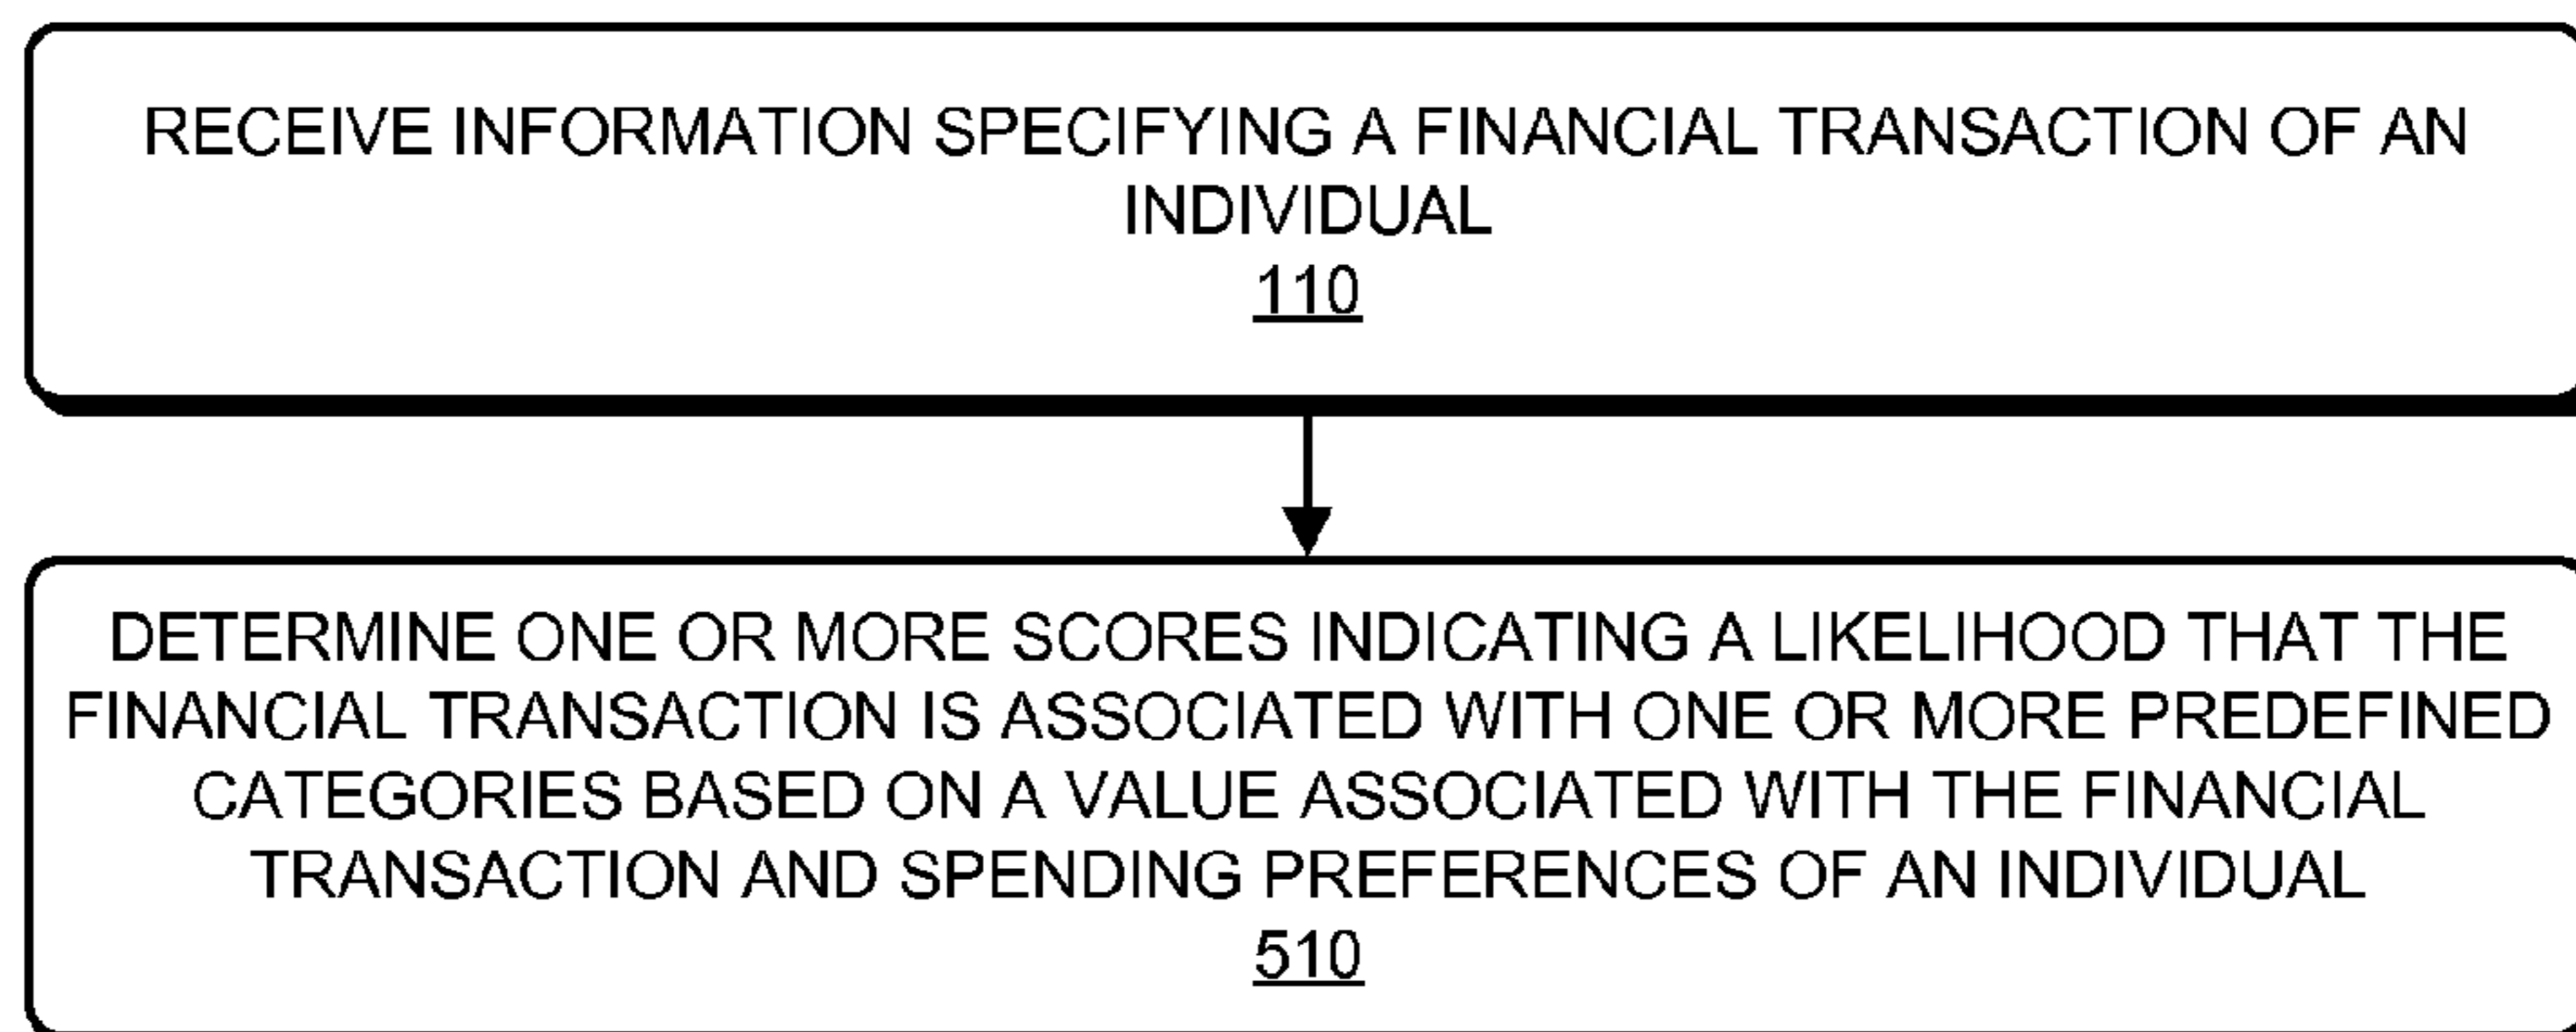 RECEIVE INFORMATION SPECIFYING A FINANCIAL TRANSACTION OF AN
INDIVIDUAL
110
DETERMINE ONE OR MORE SCORES INDICATING A LIKELIHOOD THAT THE
FINANCIAL TRANSACTION IS ASSOCIATED WITH ONE OR MORE PREDEFINED
CATEGORIES BASED ON A VALUE ASSOCIATED WITH THE FINANCIAL
TRANSACTION AND SPENDING PREFERENCES OF AN INDIVIDUAL
510